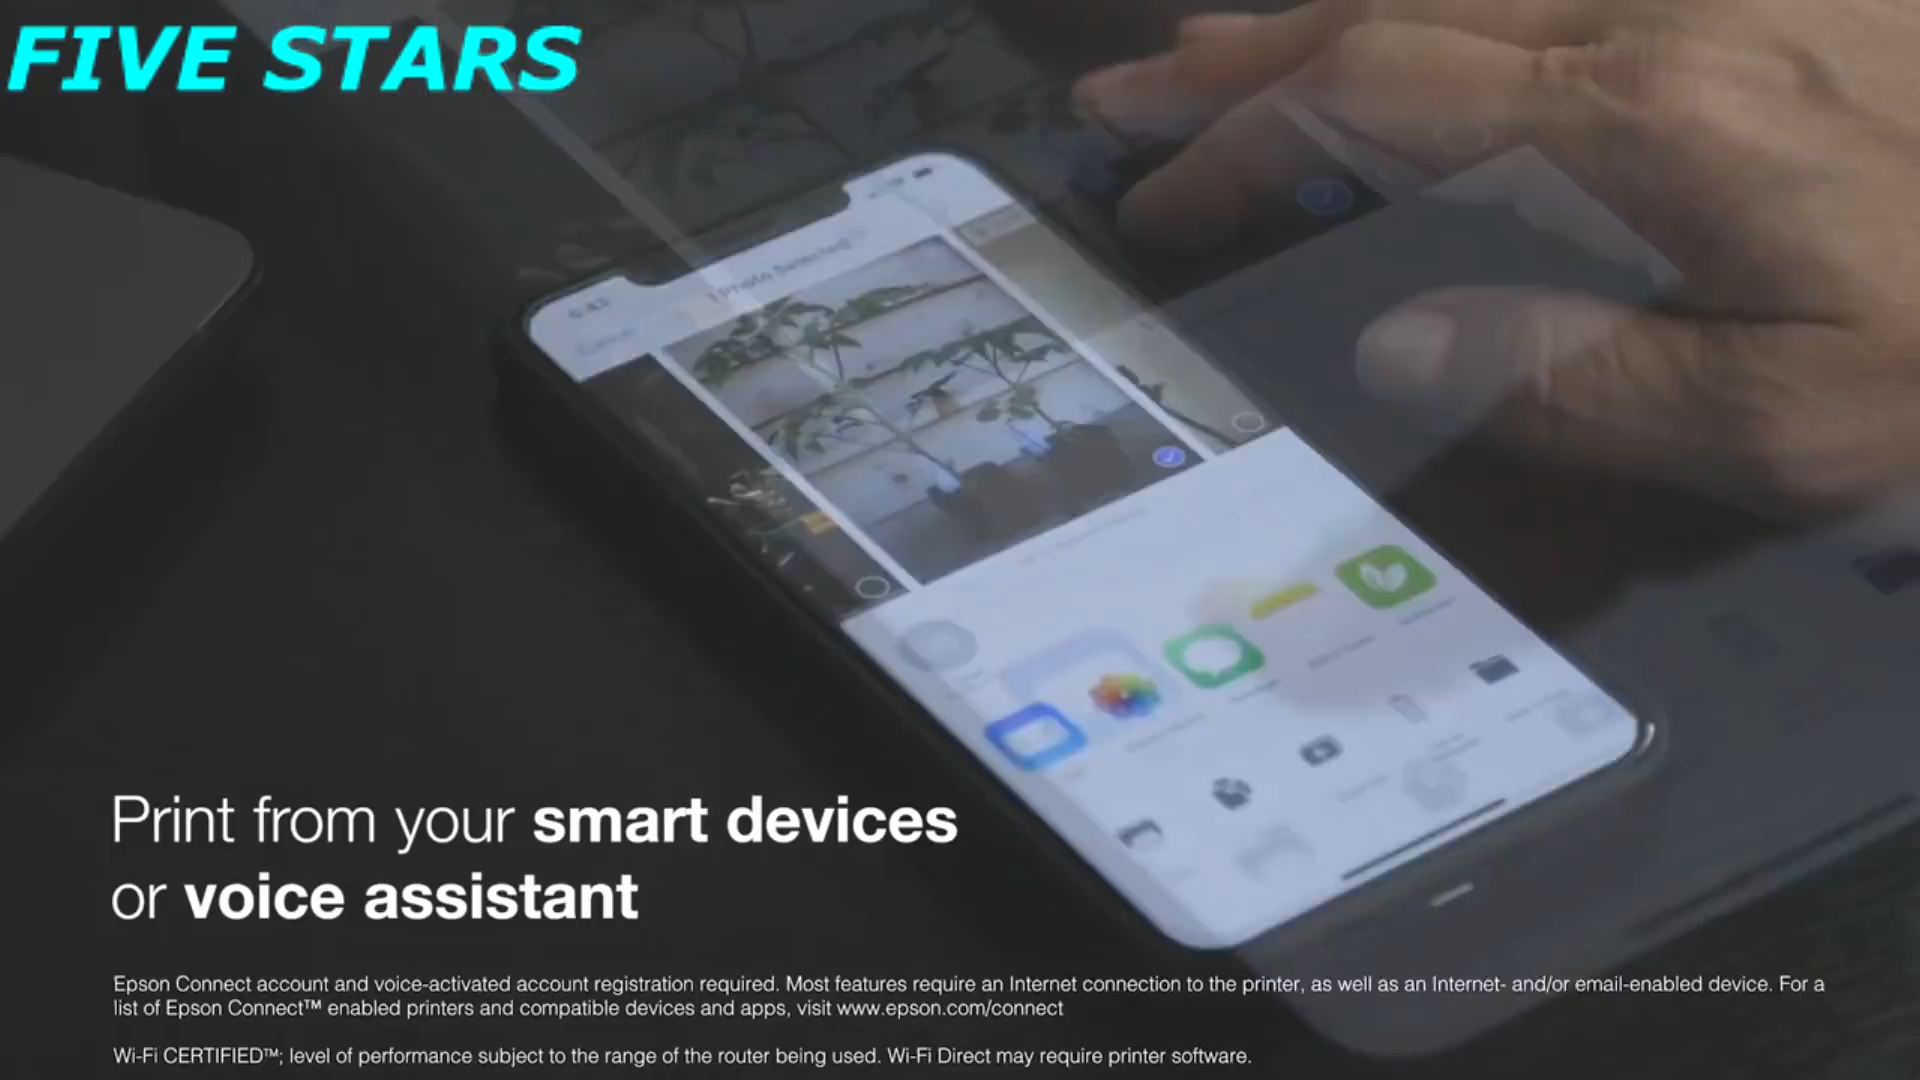 FIVE STARS
1 Photo Selected
Print from your smart devices
or voice assistant
Epson Connect account and voice-activated account registration required. Most features require an Internet connection to the printer, as well as an Internet- and/or email-enabled device. For a
list of Epson Connect™ enabled printers and compatible devices and apps, visit www.epson.com/connect
Wi-Fi CERTIFIED™; level of performance subject to the range of the router being used. Wi-Fi Direct may require printer software.